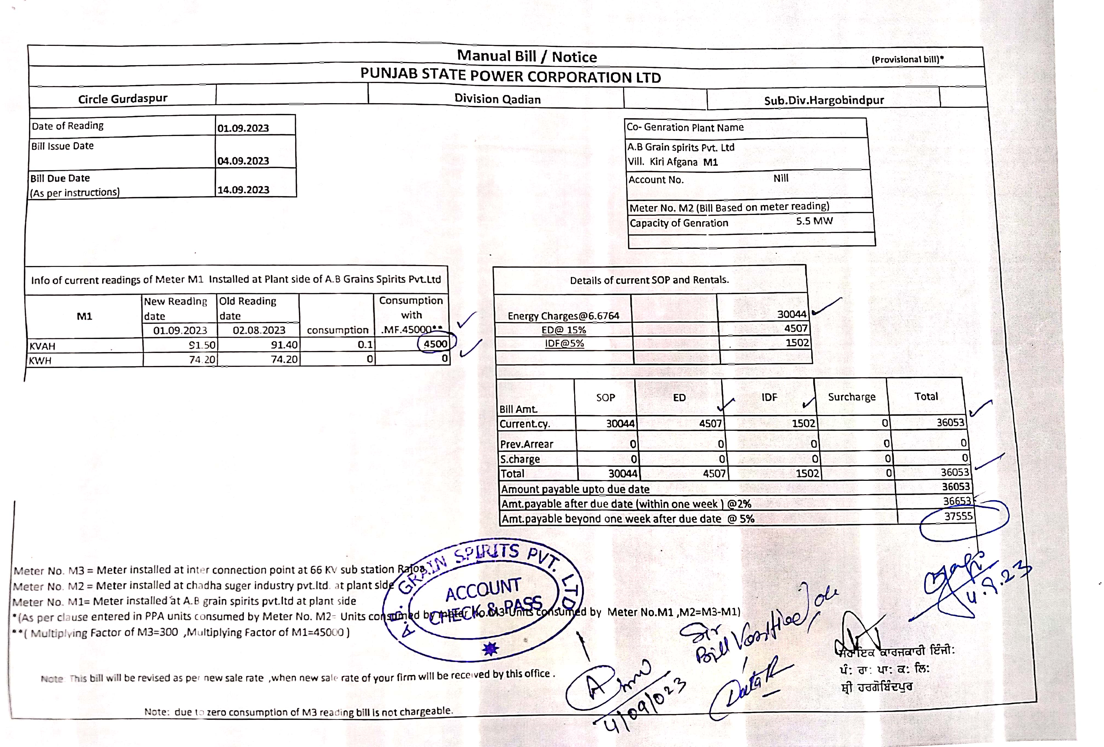 Manual Bill / Notice
(Provisional bill)*
PUNJAB STATE POWER CORPORATION LTD
Circle Gurdaspur Division Qadian Sub.Div.Hargobindpur
Date of Reading 01.09.2023
Bill Issue Date 04.09.2023
Bill Due Date
(As per instructions) 14.09.2023
Co- Genration Plant Name
A.B Grain spirits Pvt. Ltd
Vill. Kiri Afgana M1
Account No. Nill
Meter No. M2 (Bill Based on meter reading)
Capacity of Genration 5.5 MW
Info of current readings of Meter M1 Installed at Plant side of A.B Grains Spirits Pvt.Ltd
M1 New Reading date Old Reading date consumption Consumption with .MF.45000**
01.09.2023 02.08.2023
KVAH 91.50 91.40 0.1 4500
KWH 74.20 74.20 0 0
Details of current SOP and Rentals.
Energy Charges@6.6764 30044
ED@ 15% 4507
IDF@5% 1502
Bill Amt. SOP ED IDF Surcharge Total
Current.cy. 30044 4507 1502 0 36053
Prev.Arrear 0 0 0 0 0
S.charge 0 0 0 0 0
Total 30044 4507 1502 0 36053
Amount payable upto due date 36053
Amt.payable after due date (within one week ) @2% 36653
Amt.payable beyond one week after due date @ 5% 37555
Meter No. M3 = Meter installed at inter connection point at 66 KV sub station Rajoa
Meter No. M2 = Meter installed at chadha suger industry pvt.ltd. at plant side
Meter No. M1= Meter installed at A.B grain spirits pvt.ltd at plant side
*(As per clause entered in PPA units consumed by Meter No. M2= Units consumed by Meter No.M3-Units consumed by Meter No.M1 ,M2=M3-M1)
**( Multiplying Factor of M3=300 ,Multiplying Factor of M1=45000 )
GRAIN SPIRITS PVT. LTD
ACCOUNT
CHECK & PASS
Note This bill will be revised as per new sale rate ,when new sale rate of your firm will be received by this office .
Note: due to zero consumption of M3 reading bill is not chargeable.
4/09/023
Sir
Bill Verified
4.9.23
ਕਾਰਜਕਾਰੀ ਇੰਜੀ:
ਪੰ: ਰਾ: ਪਾ: ਕ: ਲਿ:
ਸ਼੍ਰੀ ਹਰਗੋਬਿੰਦਪੁਰ